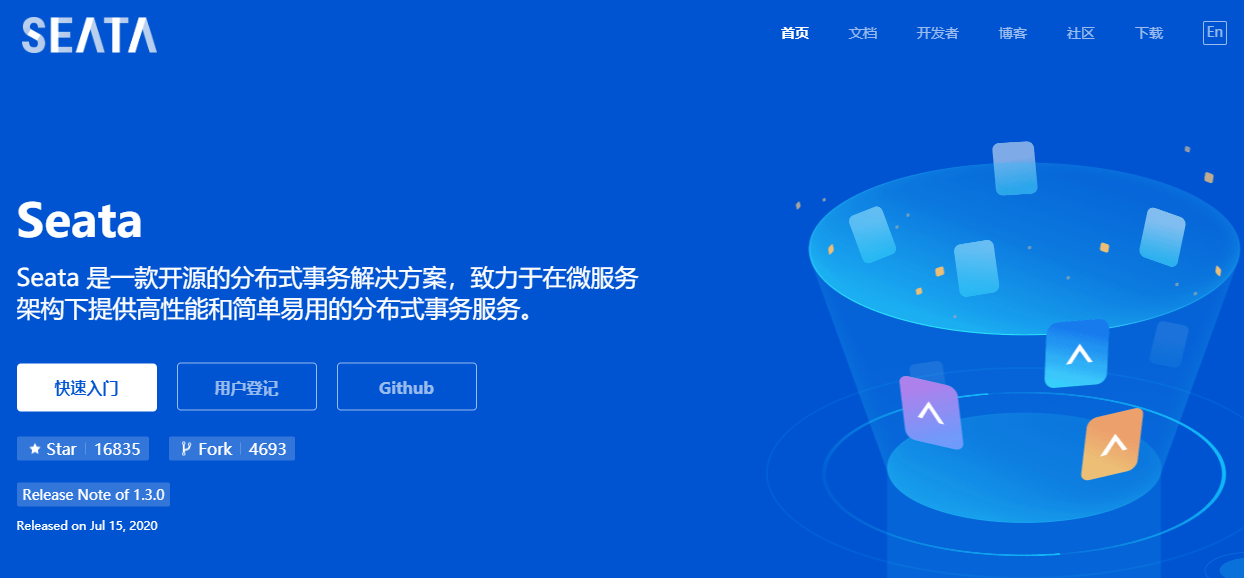 SEATA
首页 文档 开发者 博客 社区 下载 En
Seata
Seata 是一款开源的分布式事务解决方案，致力于在微服务
架构下提供高性能和简单易用的分布式事务服务。
快速入门 用户登记 Github
Star 16835 Fork 4693
Release Note of 1.3.0
Released on Jul 15, 2020